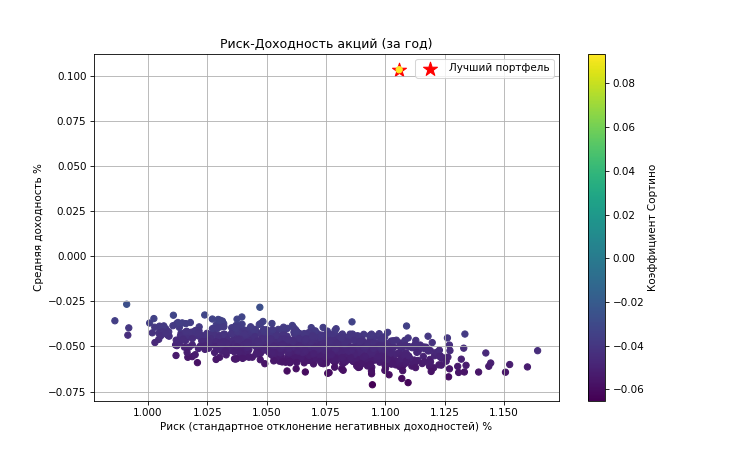 Риск-Доходность акций (за год)
Лучший портфель
0.100
0.075
0.050
0.025
0.000
−0.025
−0.050
−0.075
Средняя доходность %
1.000 1.025 1.050 1.075 1.100 1.125 1.150
Риск (стандартное отклонение негативных доходностей) %
0.08
0.06
0.04
0.02
0.00
−0.02
−0.04
−0.06
Коэффициент Сортино